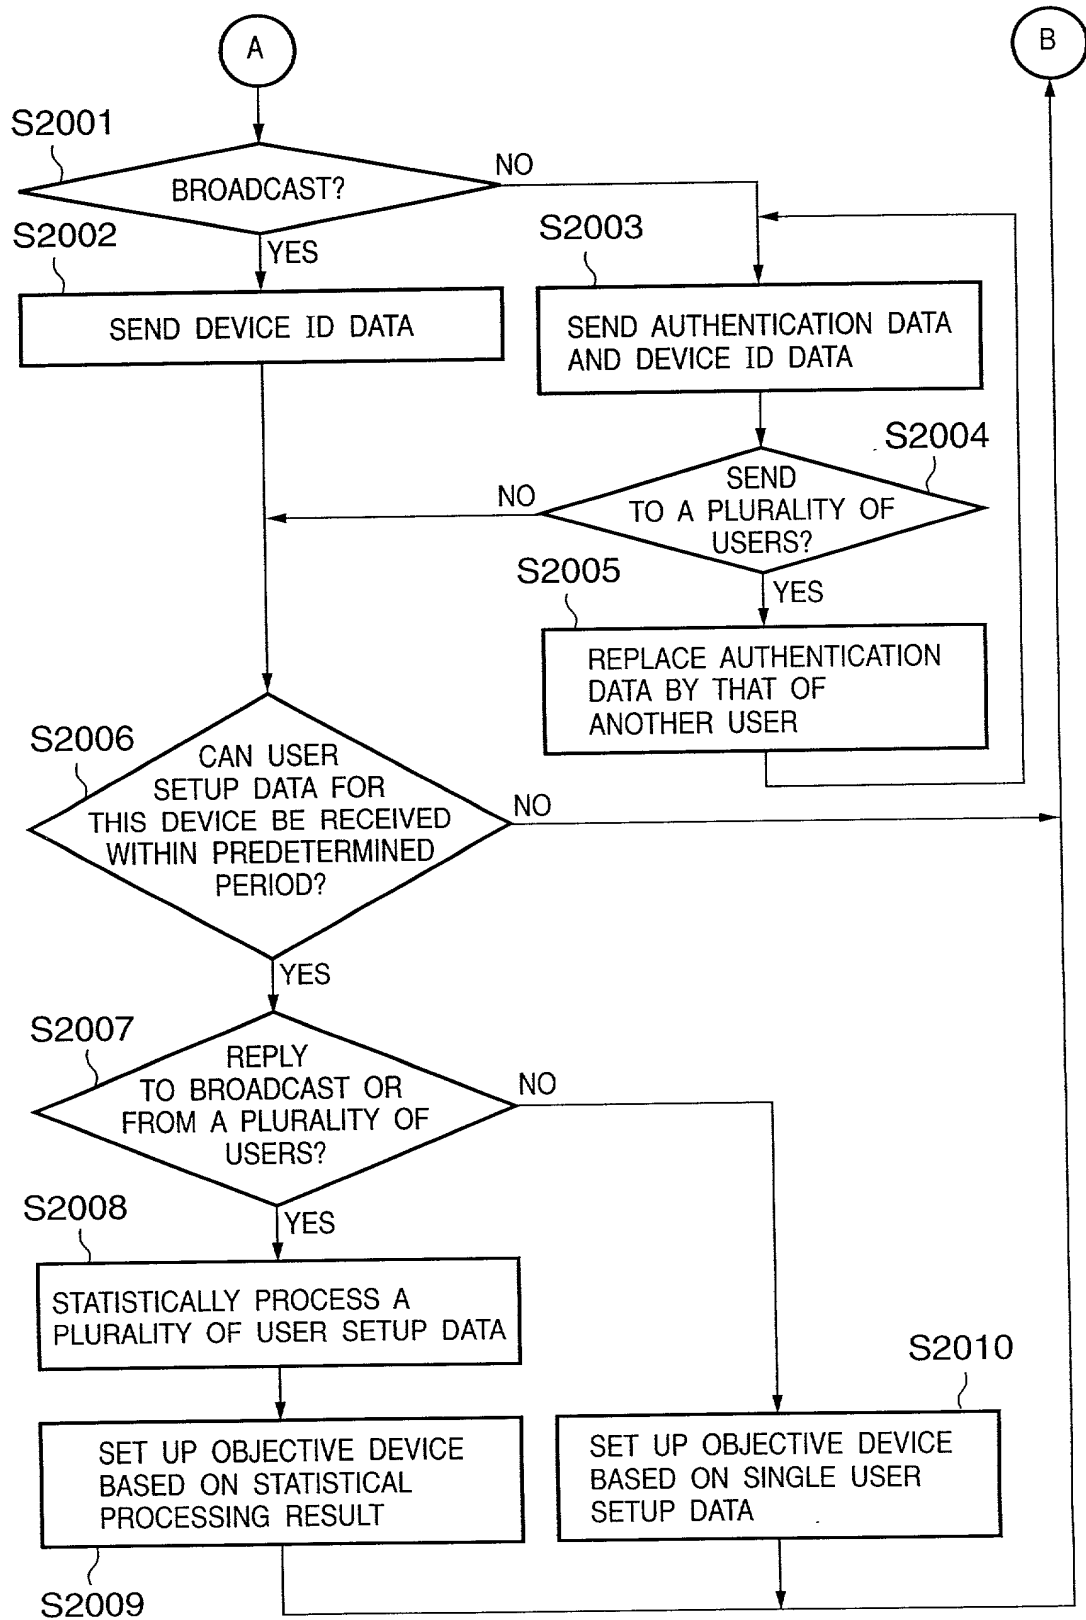 A
B
S2001
BROADCAST?
NO
S2002
YES
SEND DEVICE ID DATA
S2003
SEND AUTHENTICATION DATA
AND DEVICE ID DATA
S2004
SEND
TO A PLURALITY OF
USERS?
NO
YES
S2005
REPLACE AUTHENTICATION
DATA BY THAT OF
ANOTHER USER
S2006
CAN USER
SETUP DATA FOR
THIS DEVICE BE RECEIVED
WITHIN PREDETERMINED
PERIOD?
NO
YES
S2007
REPLY
TO BROADCAST OR
FROM A PLURALITY OF
USERS?
NO
YES
S2008
STATISTICALLY PROCESS A
PLURALITY OF USER SETUP DATA
S2010
SET UP OBJECTIVE DEVICE
BASED ON STATISTICAL
PROCESSING RESULT
SET UP OBJECTIVE DEVICE
BASED ON SINGLE USER
SETUP DATA
S2009